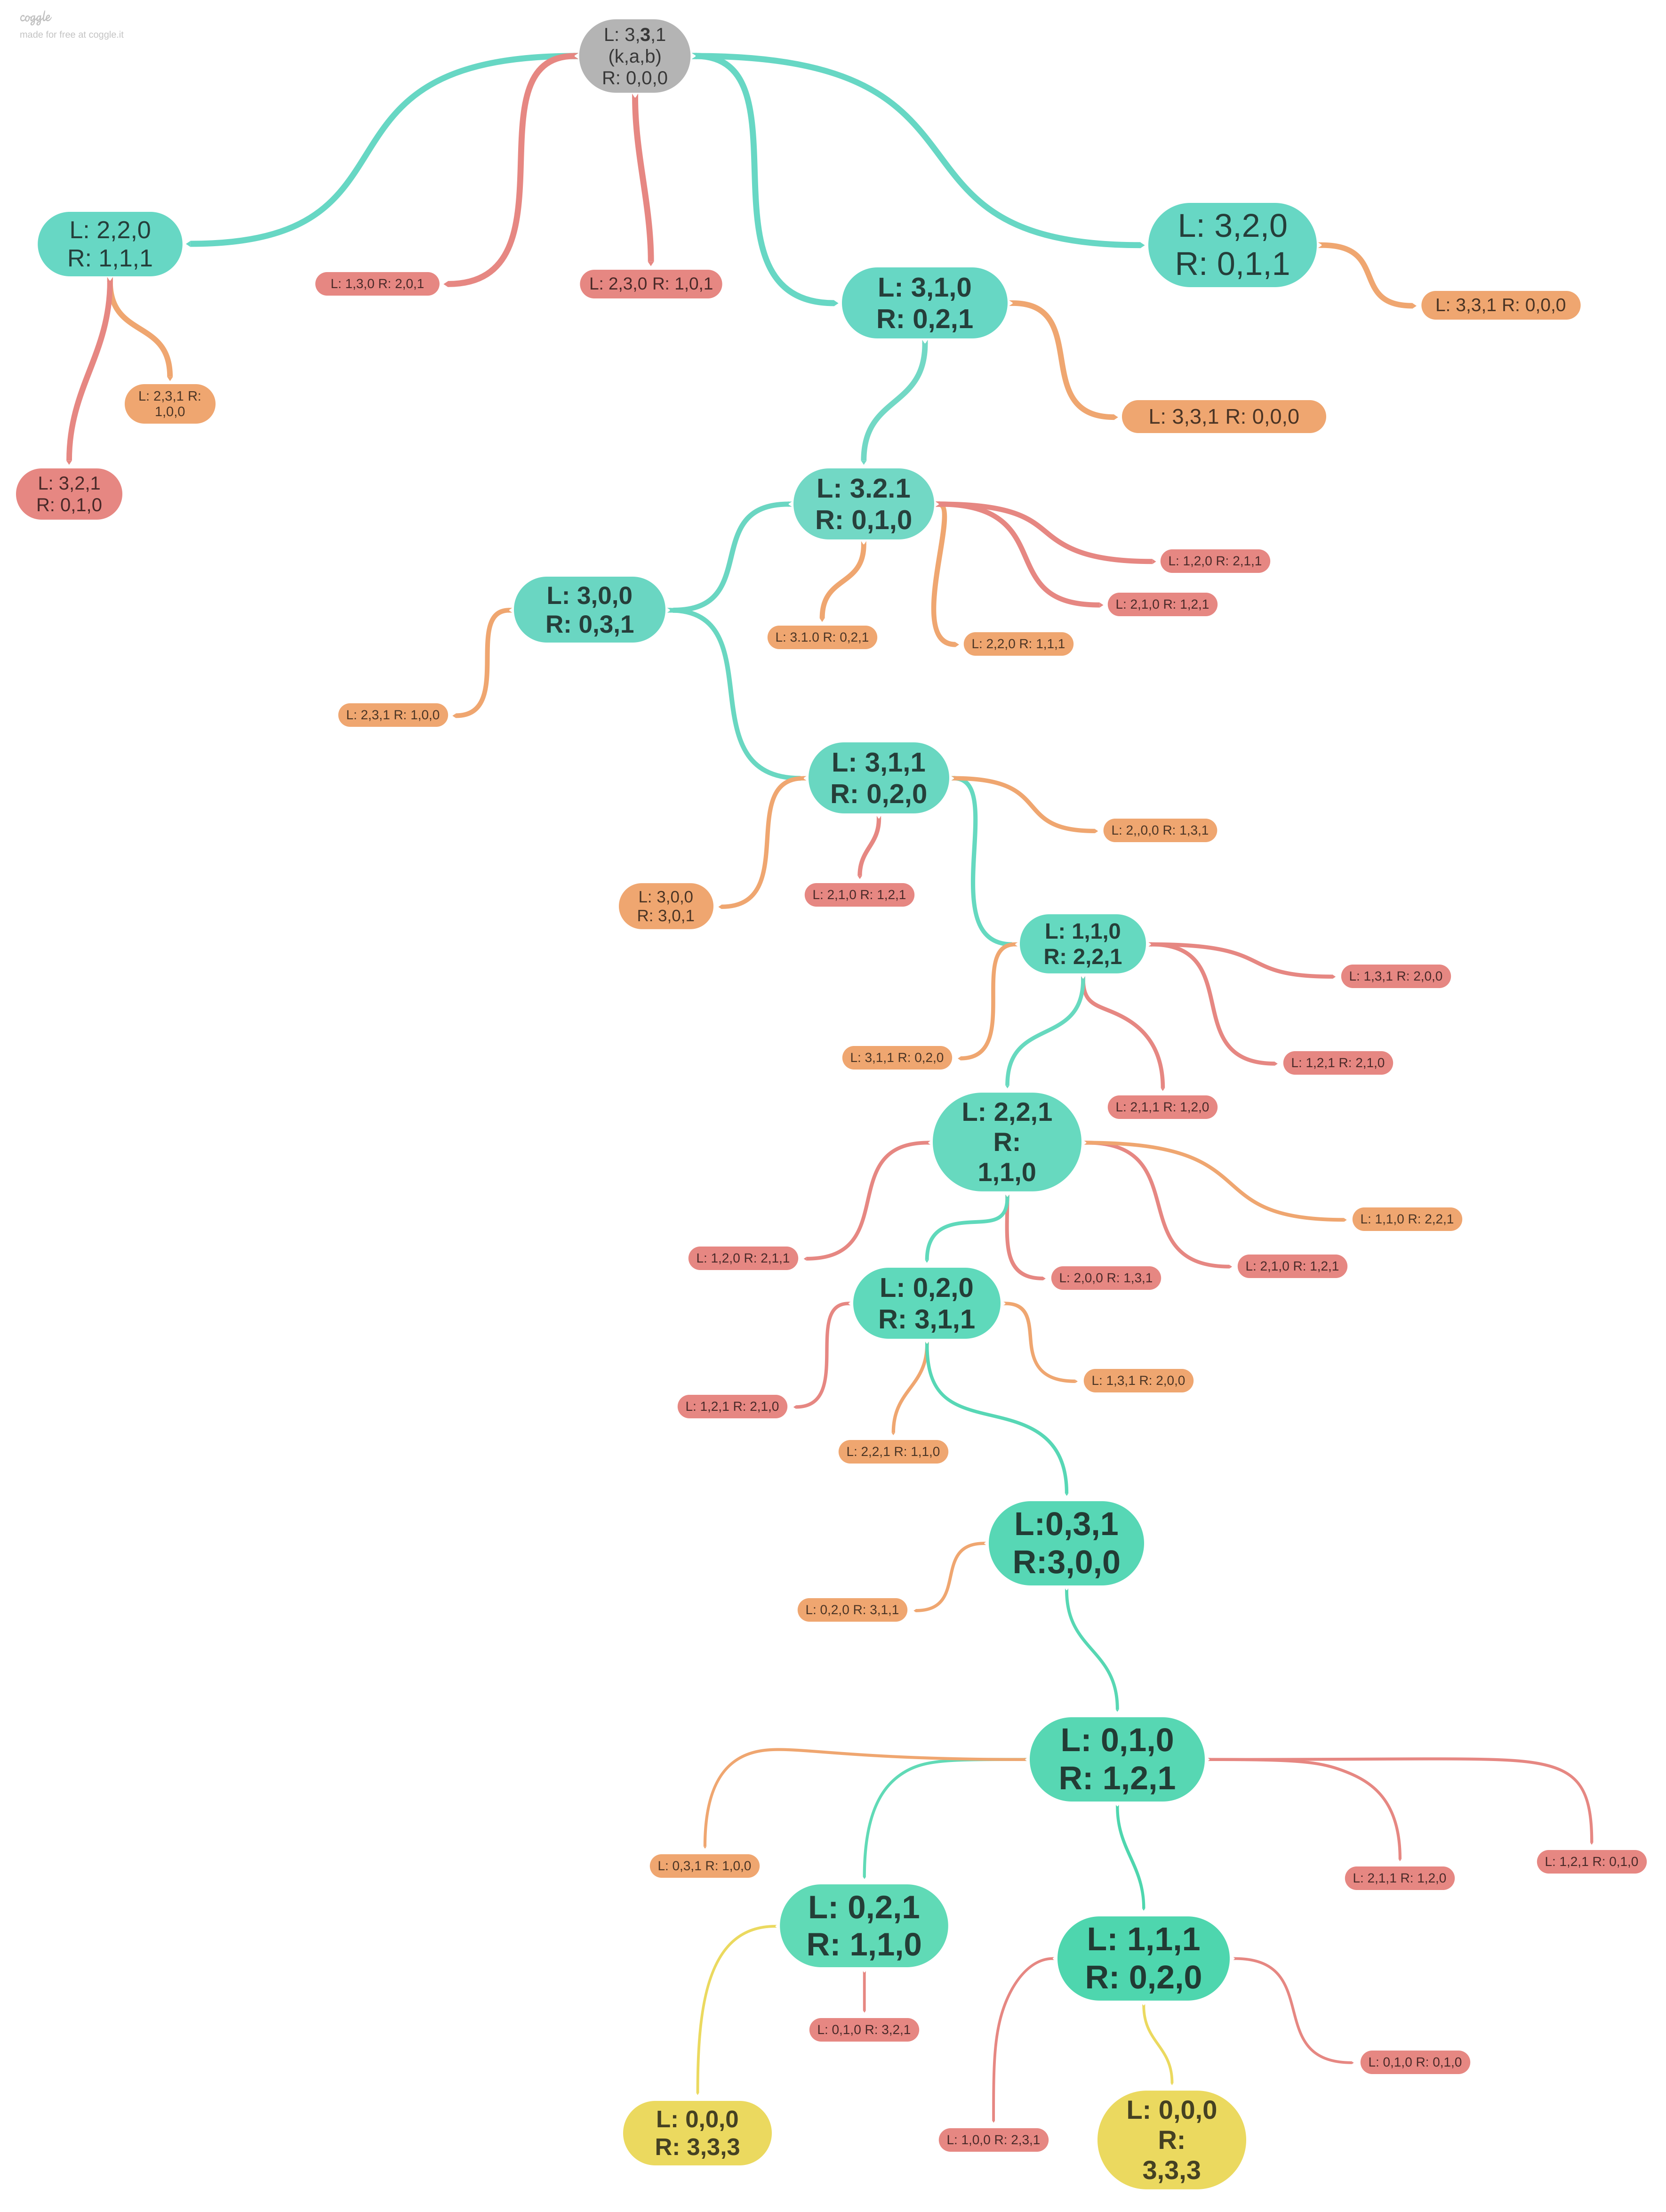 coggle
made for free at coggle.it
L: 3,3,1
(k,a,b)
R: 0,0,0
L: 2,2,0
R: 1,1,1
L: 1,3,0 R: 2,0,1
L: 2,3,0 R: 1,0,1
L: 3,1,0
R: 0,2,1
L: 3,2,0
R: 0,1,1
L: 3,3,1 R: 0,0,0
L: 2,3,1 R:
1,0,0
L: 3,3,1 R: 0,0,0
L: 3,2,1
R: 0,1,0
L: 3.2.1
R: 0,1,0
L: 1,2,0 R: 2,1,1
L: 2,1,0 R: 1,2,1
L: 3,0,0
R: 0,3,1
L: 3.1.0 R: 0,2,1
L: 2,2,0 R: 1,1,1
L: 2,3,1 R: 1,0,0
L: 3,1,1
R: 0,2,0
L: 2,,0,0 R: 1,3,1
L: 3,0,0
R: 3,0,1
L: 2,1,0 R: 1,2,1
L: 1,1,0
R: 2,2,1
L: 1,3,1 R: 2,0,0
L: 3,1,1 R: 0,2,0
L: 1,2,1 R: 2,1,0
L: 2,1,1 R: 1,2,0
L: 2,2,1
R:
1,1,0
L: 1,1,0 R: 2,2,1
L: 1,2,0 R: 2,1,1
L: 2,0,0 R: 1,3,1
L: 2,1,0 R: 1,2,1
L: 0,2,0
R: 3,1,1
L: 1,3,1 R: 2,0,0
L: 1,2,1 R: 2,1,0
L: 2,2,1 R: 1,1,0
L:0,3,1
R:3,0,0
L: 0,2,0 R: 3,1,1
L: 0,1,0
R: 1,2,1
L: 0,3,1 R: 1,0,0
L: 2,1,1 R: 1,2,0
L: 1,2,1 R: 0,1,0
L: 0,2,1
R: 1,1,0
L: 1,1,1
R: 0,2,0
L: 0,1,0 R: 3,2,1
L: 0,1,0 R: 0,1,0
L: 0,0,0
R: 3,3,3
L: 1,0,0 R: 2,3,1
L: 0,0,0
R:
3,3,3